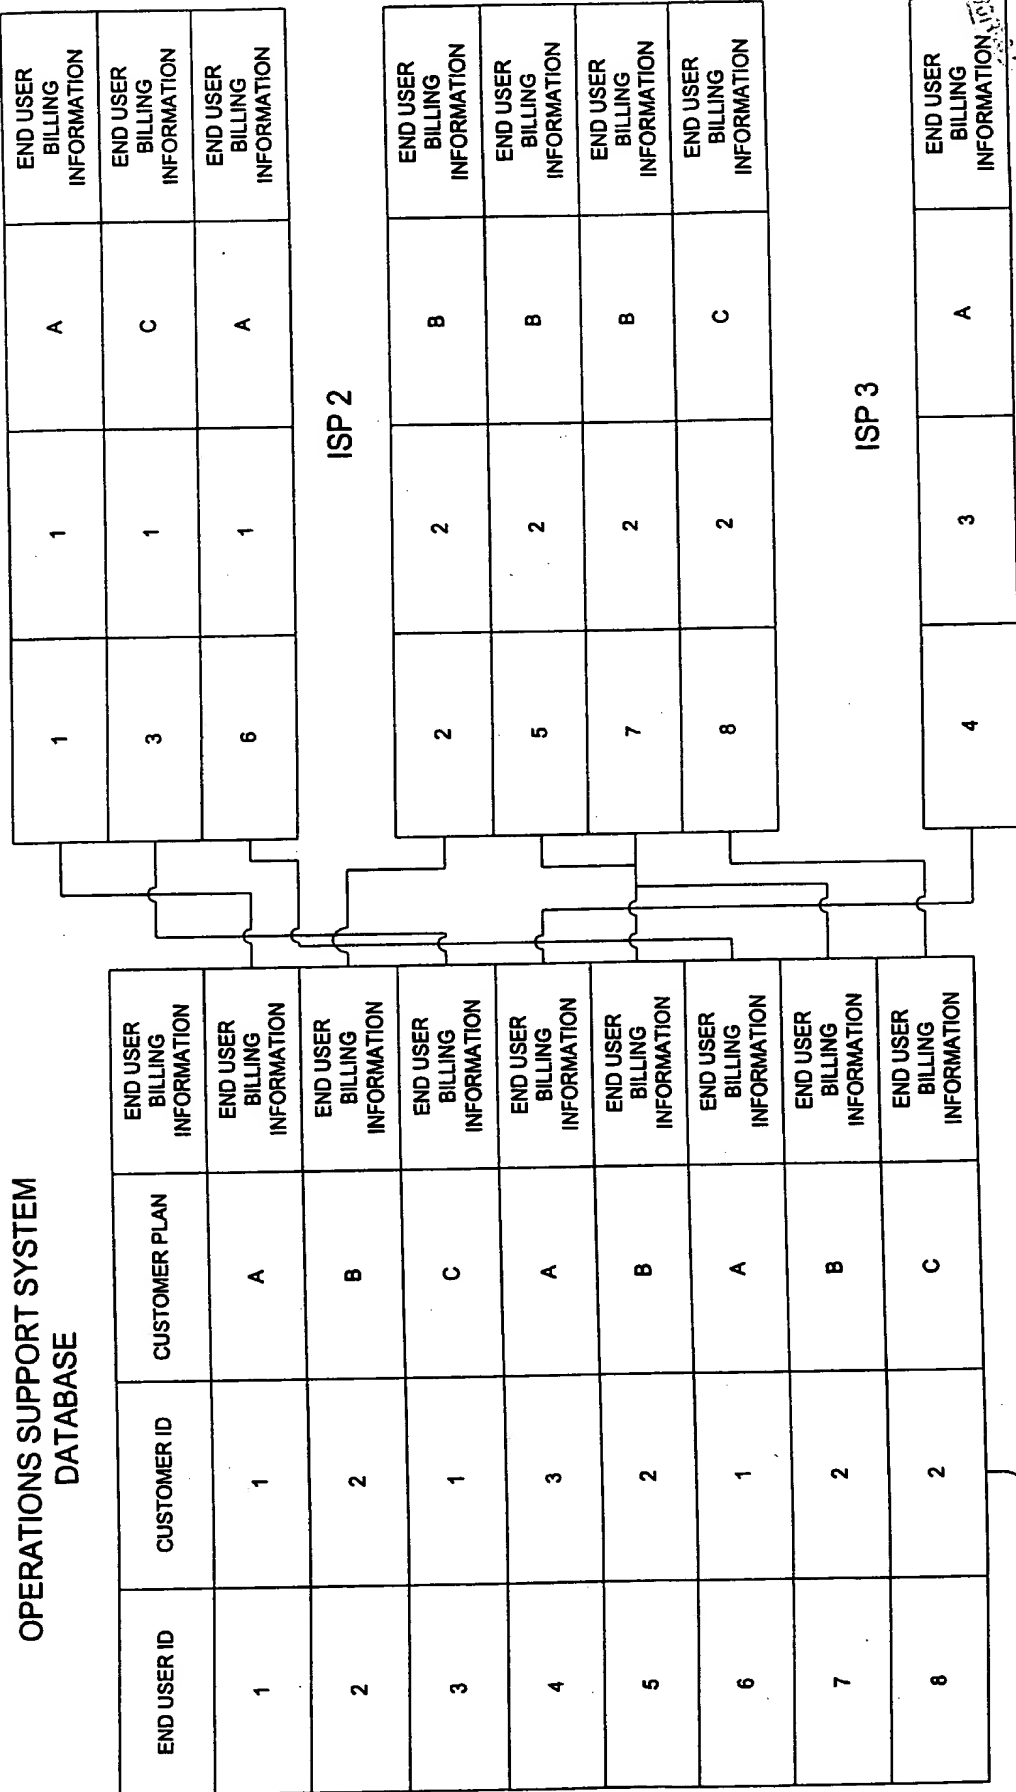 OPERATIONS SUPPORT SYSTEM
DATABASE
END USER ID
CUSTOMER ID
CUSTOMER PLAN
END USER
BILLING
INFORMATION
1
1
A
END USER
BILLING
INFORMATION
2
2
B
END USER
BILLING
INFORMATION
3
1
C
END USER
BILLING
INFORMATION
4
3
A
END USER
BILLING
INFORMATION
5
2
B
END USER
BILLING
INFORMATION
6
1
A
END USER
BILLING
INFORMATION
7
2
B
END USER
BILLING
INFORMATION
8
2
C
END USER
BILLING
INFORMATION
1
1
A
END USER
BILLING
INFORMATION
3
1
C
END USER
BILLING
INFORMATION
6
1
A
END USER
BILLING
INFORMATION
ISP 2
2
2
B
END USER
BILLING
INFORMATION
5
2
B
END USER
BILLING
INFORMATION
7
2
B
END USER
BILLING
INFORMATION
8
2
C
END USER
BILLING
INFORMATION
ISP 3
4
3
A
END USER
BILLING
INFORMATION